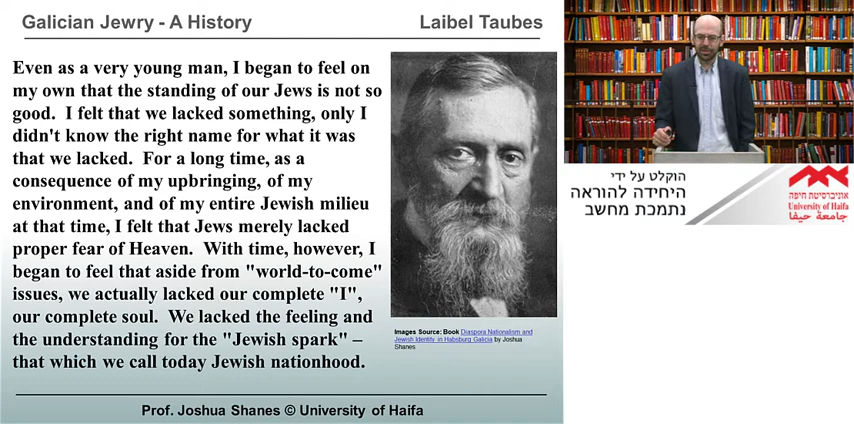 Galician Jewry - A History
Laibel Taubes
Even as a very young man, I began to feel on
my own that the standing of our Jews is not so
good.  I felt that we lacked something, only I
didn't know the right name for what it was
that we lacked.  For a long time, as a
consequence of my upbringing, of my
environment, and of my entire Jewish milieu
at that time, I felt that Jews merely lacked
proper fear of Heaven.  With time, however, I
began to feel that aside from "world-to-come"
issues, we actually lacked our complete "I",
our complete soul.  We lacked the feeling and
the understanding for the "Jewish spark" –
that which we call today Jewish nationhood.
Images Source: Book Diaspora Nationalism and
Jewish Identity in Habsburg Galicia by Joshua
Shanes
Prof. Joshua Shanes © University of Haifa
הוקלט על ידי
היחידה להוראה
נתמכת מחשב
אוניברסיטת חיפה
University of Haifa
جامعة حيفا